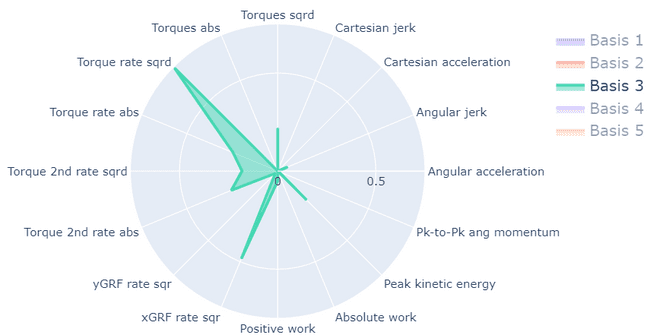 Torques sqrd
Torques abs
Cartesian jerk
Torque rate sqrd
Cartesian acceleration
Torque rate abs
Angular jerk
Torque 2nd rate sqrd
0
0.5
Angular acceleration
Torque 2nd rate abs
Pk-to-Pk ang momentum
yGRF rate sqr
Peak kinetic energy
xGRF rate sqr
Absolute work
Positive work
Basis 1
Basis 2
Basis 3
Basis 4
Basis 5